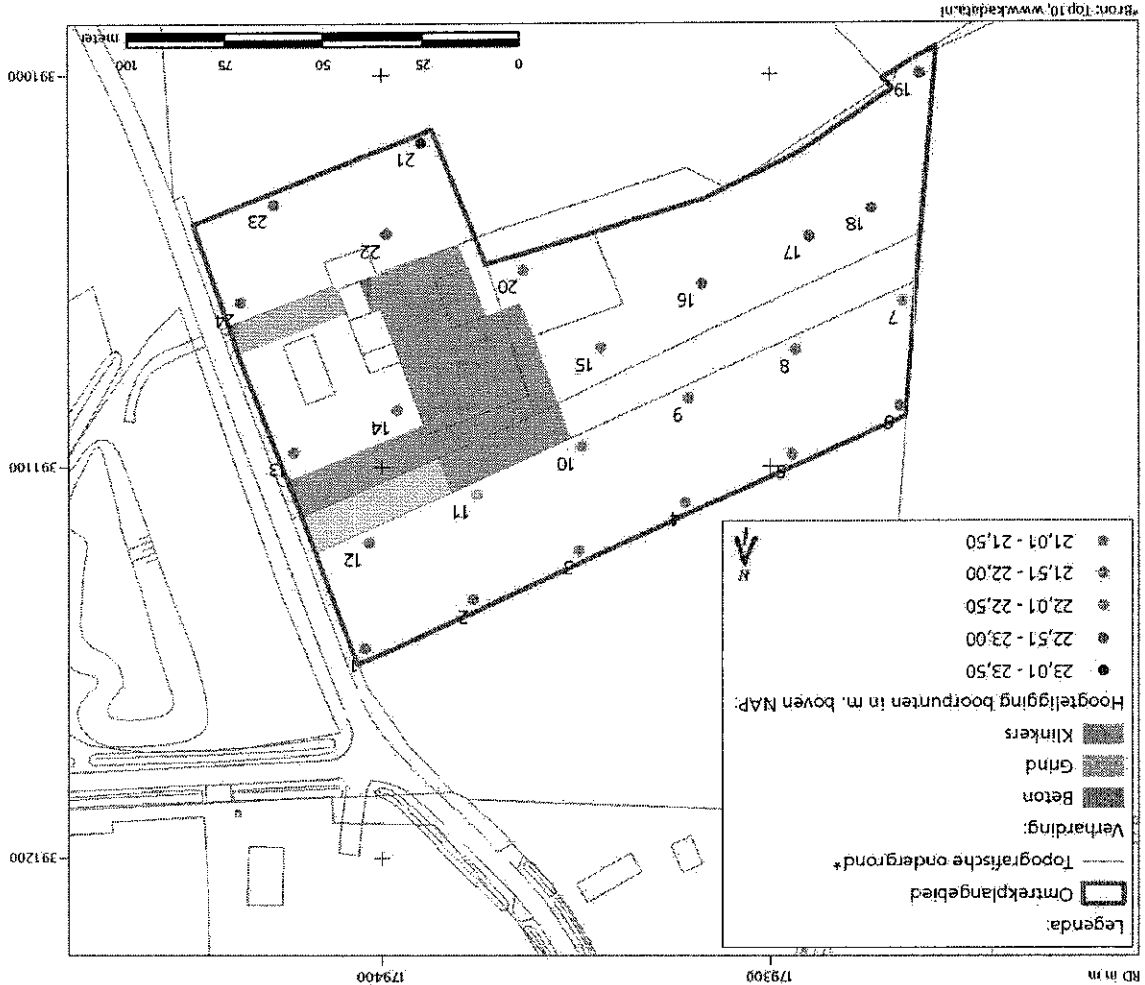 RD in m
179300
179400
Legenda:
Omtrekplangebied
Topografische ondergrond*
Verharding:
Beton
Grind
Klinkers
Hoogteligging boorpunten in m. boven NAP:
23,01 - 23,50
22,51 - 23,00
22,01 - 22,50
21,51 - 22,00
21,01 - 21,50
N
391200
1
2
3
12
4
11
5
13
391100
10
14
6
9
8
15
24
7
16
20
17
22
18
23
21
19
391000
0 25 50 75 100
meter
*Bron: Top 10, www.kadata.nl